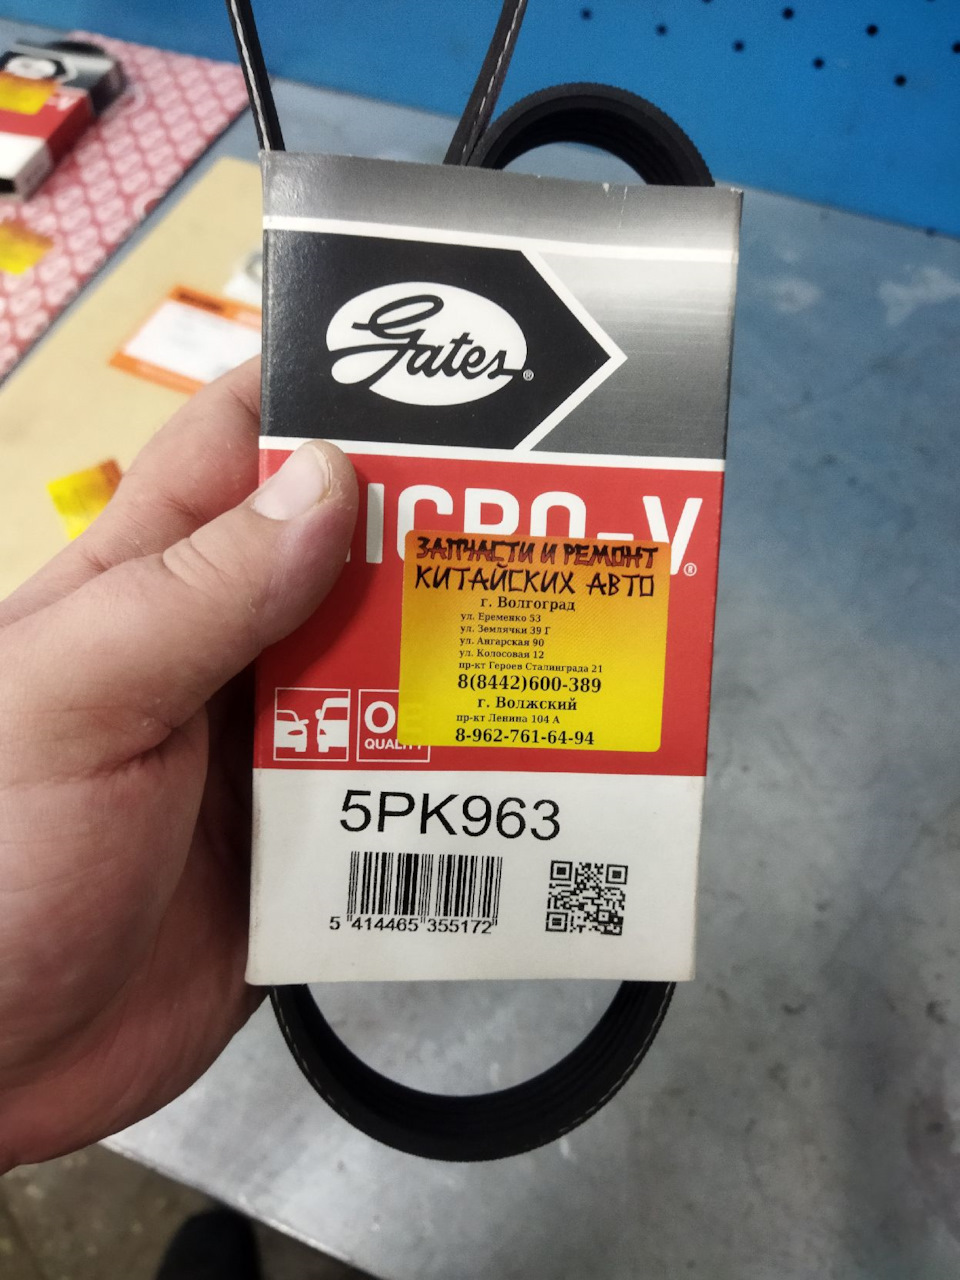 Gates®
MICRO-V®
ЗАПЧАСТИ И РЕМОНТ
КИТАЙСКИХ АВТО
г. Волгоград
ул. Еременко 53
ул. Землячки 39 Г
ул. Ангарская 90
ул. Колосовая 12
пр-кт Героев Сталинграда 21
8(8442)600-389
г. Волжский
пр-кт Ленина 104 А
8-962-761-64-94
OE
QUALITY
5PK963
5 414465 355172